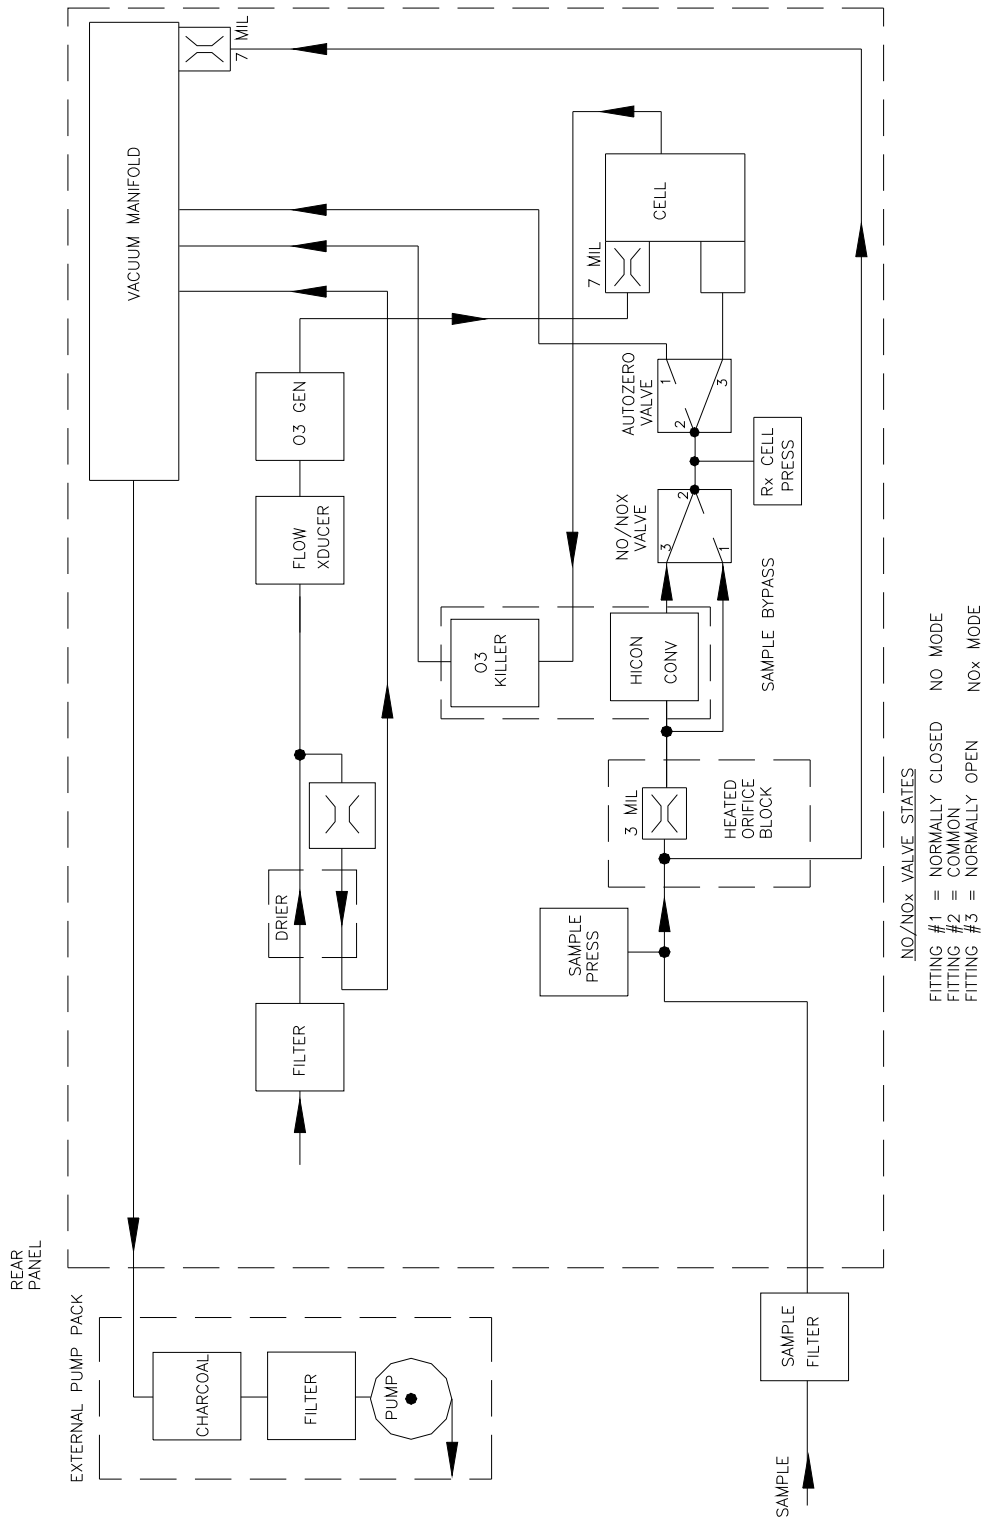 REAR
PANEL
EXTERNAL PUMP PACK
CHARCOAL
FILTER
PUMP
VACUUM MANIFOLD
7 MIL
FILTER
DRIER
FLOW
XDUCER
O3 GEN
O3
KILLER
7 MIL
CELL
AUTOZERO
VALVE
1
2
3
NO/NOX
VALVE
3
2
1
Rx CELL
PRESS
HICON
CONV
SAMPLE BYPASS
3 MIL
HEATED
ORIFICE
BLOCK
SAMPLE
PRESS
SAMPLE
FILTER
SAMPLE
NO/NOx VALVE STATES
FITTING #1 = NORMALLY CLOSED NO MODE
FITTING #2 = COMMON
FITTING #3 = NORMALLY OPEN NOx MODE